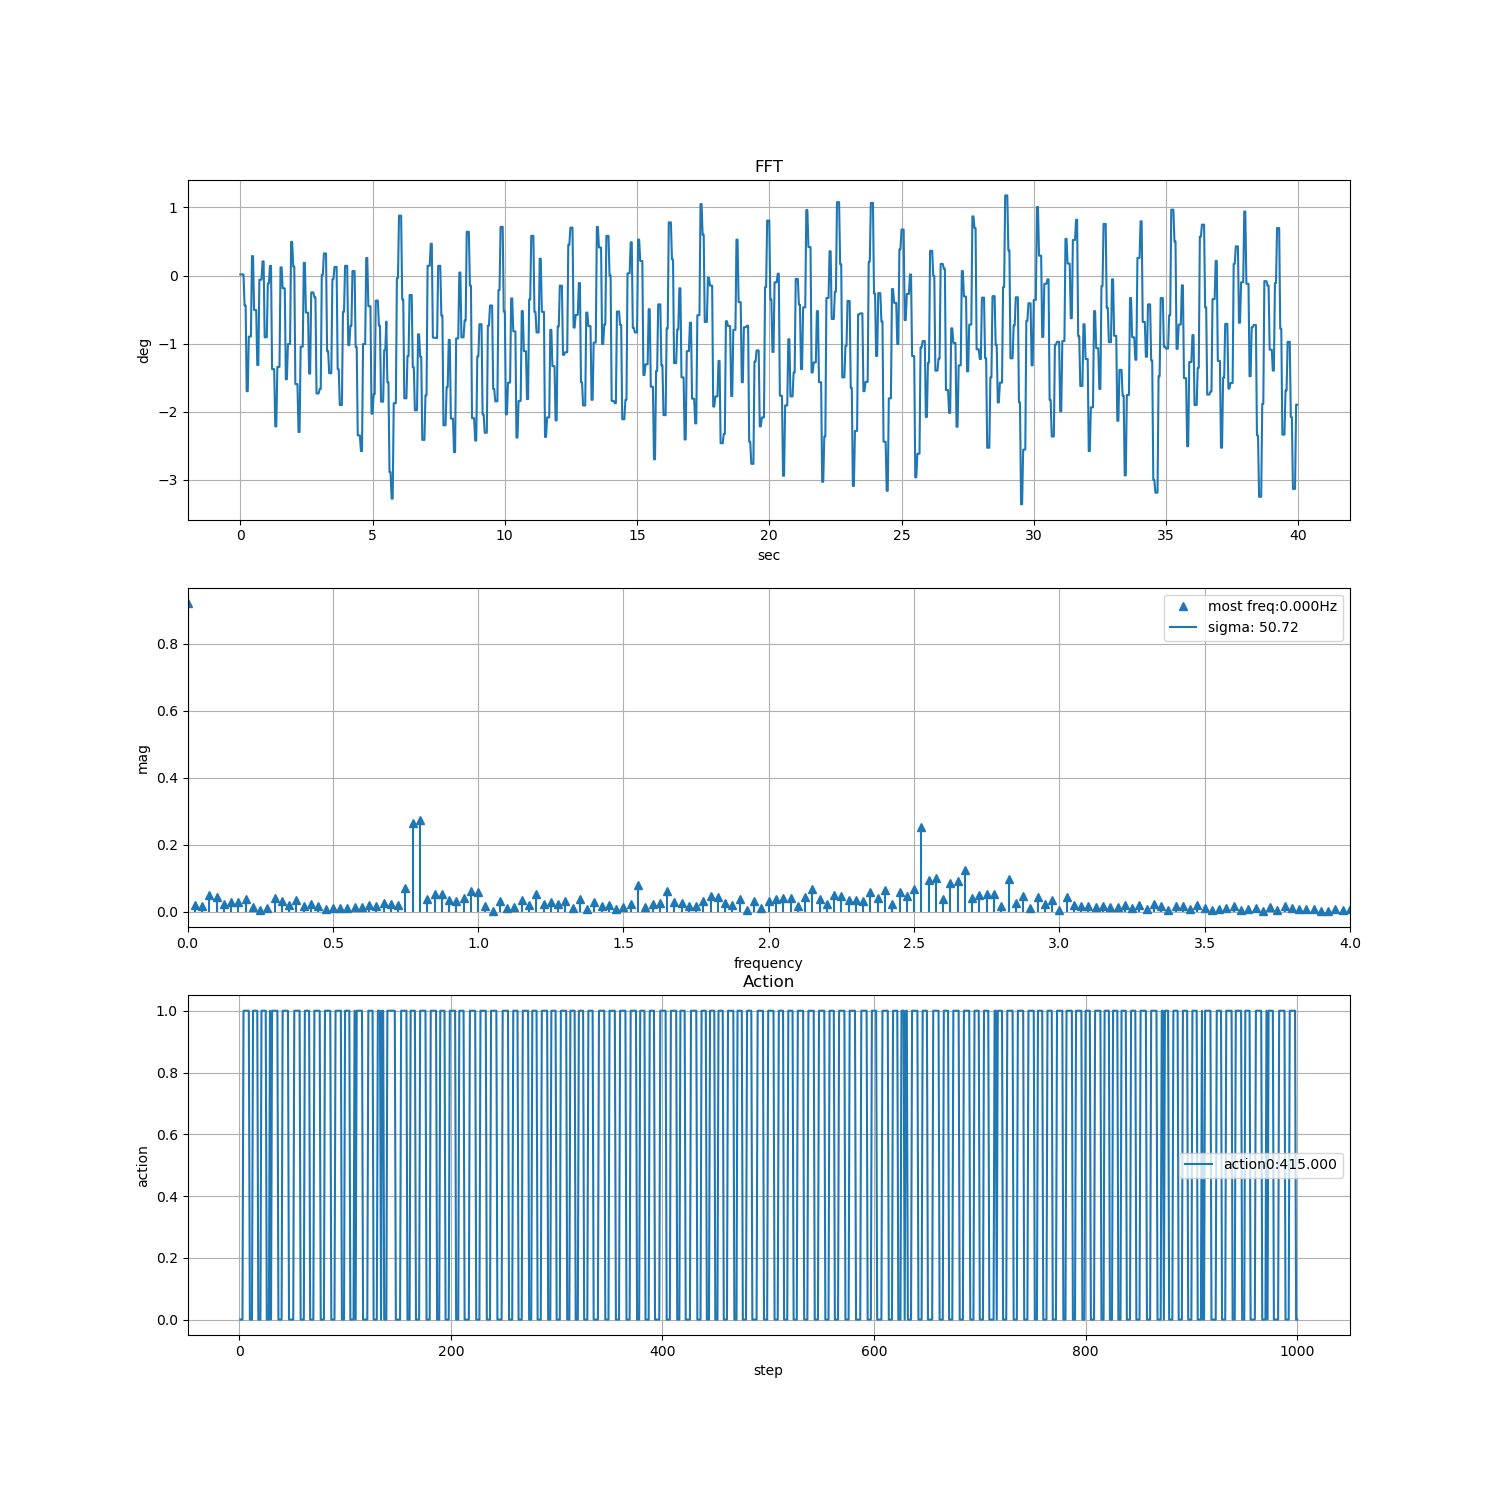 FFT
1
0
−1
−2
−3
deg
0 5 10 15 20 25 30 35 40
sec
most freq:0.000Hz
sigma: 50.72
0.8
0.6
0.4
0.2
0.0
mag
0.0 0.5 1.0 1.5 2.0 2.5 3.0 3.5 4.0
frequency
Action
1.0
0.8
0.6
0.4
0.2
0.0
action
action0:415.000
0 200 400 600 800 1000
step